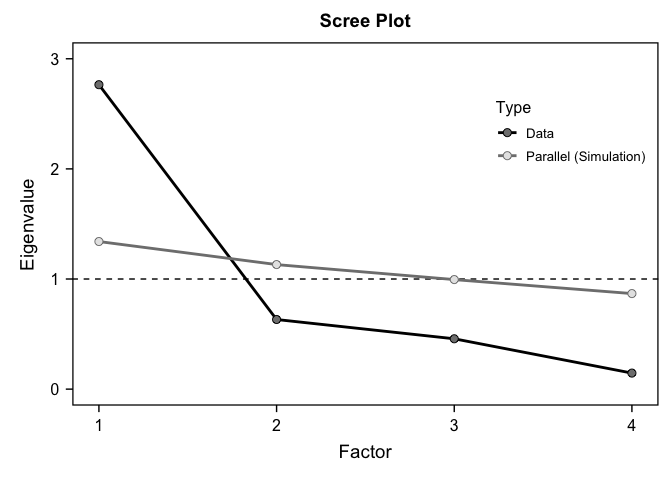 Scree Plot
3
2
1
0
Eigenvalue
Type
Data
Parallel (Simulation)
1 2 3 4
Factor